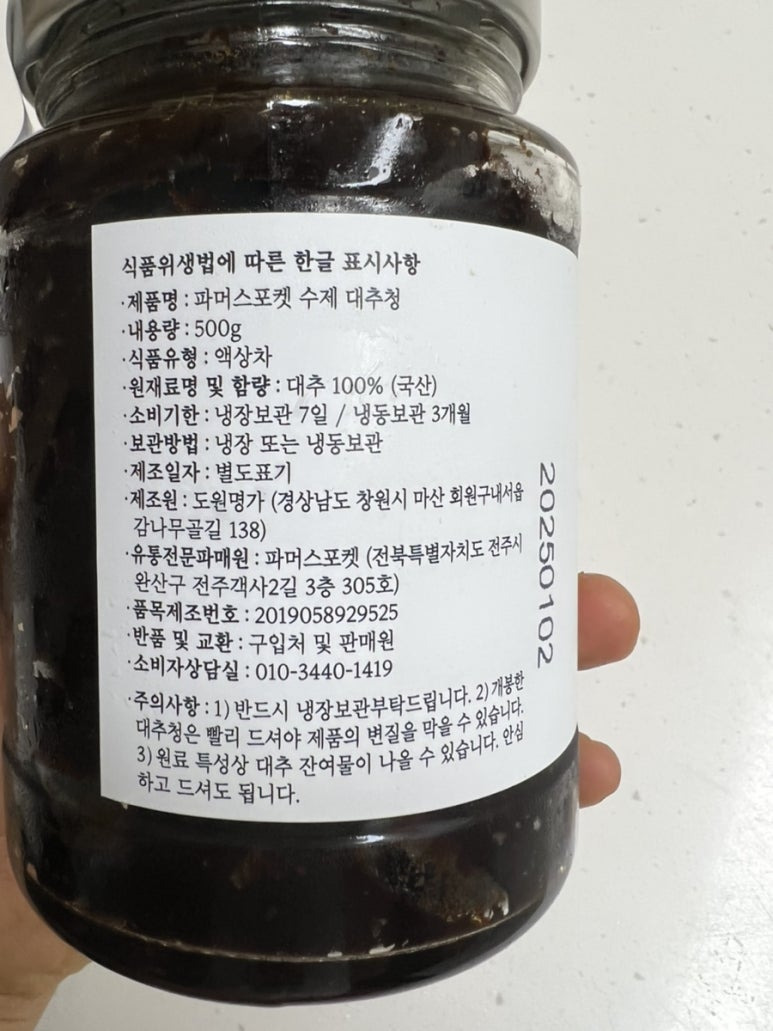 식품위생법에 따른 한글 표시사항
·제품명 : 파머스포켓 수제 대추청
·내용량 : 500g
·식품유형 : 액상차
·원재료명 및 함량 : 대추 100% (국산)
·소비기한 : 냉장보관 7일 / 냉동보관 3개월
·보관방법 : 냉장 또는 냉동보관
·제조일자 : 별도표기
·제조원 : 도원명가 (경상남도 창원시 마산 회원구내서읍
감나무골길 138)
·유통전문파매원 : 파머스포켓 (전북특별자치도 전주시
완산구 전주객사2길 3층 305호)
·품목제조번호 : 2019058929525
·반품 및 교환 : 구입처 및 판매원
·소비자상담실 : 010-3440-1419
·주의사항 : 1) 반드시 냉장보관부탁드립니다. 2) 개봉한
대추청은 빨리 드셔야 제품의 변질을 막을 수 있습니다.
3) 원료 특성상 대추 잔여물이 나올 수 있습니다. 안심
하고 드셔도 됩니다.
20250102